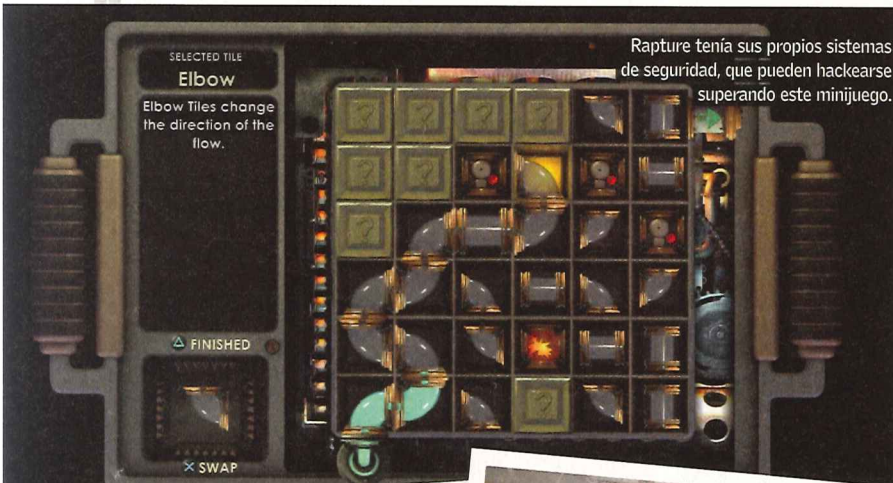 Rapture tenía sus propios sistemas
de seguridad, que pueden hackearse
superando este minijuego.
SELECTED TILE
Elbow
Elbow Tiles change
the direction of the
flow.
FINISHED
SWAP